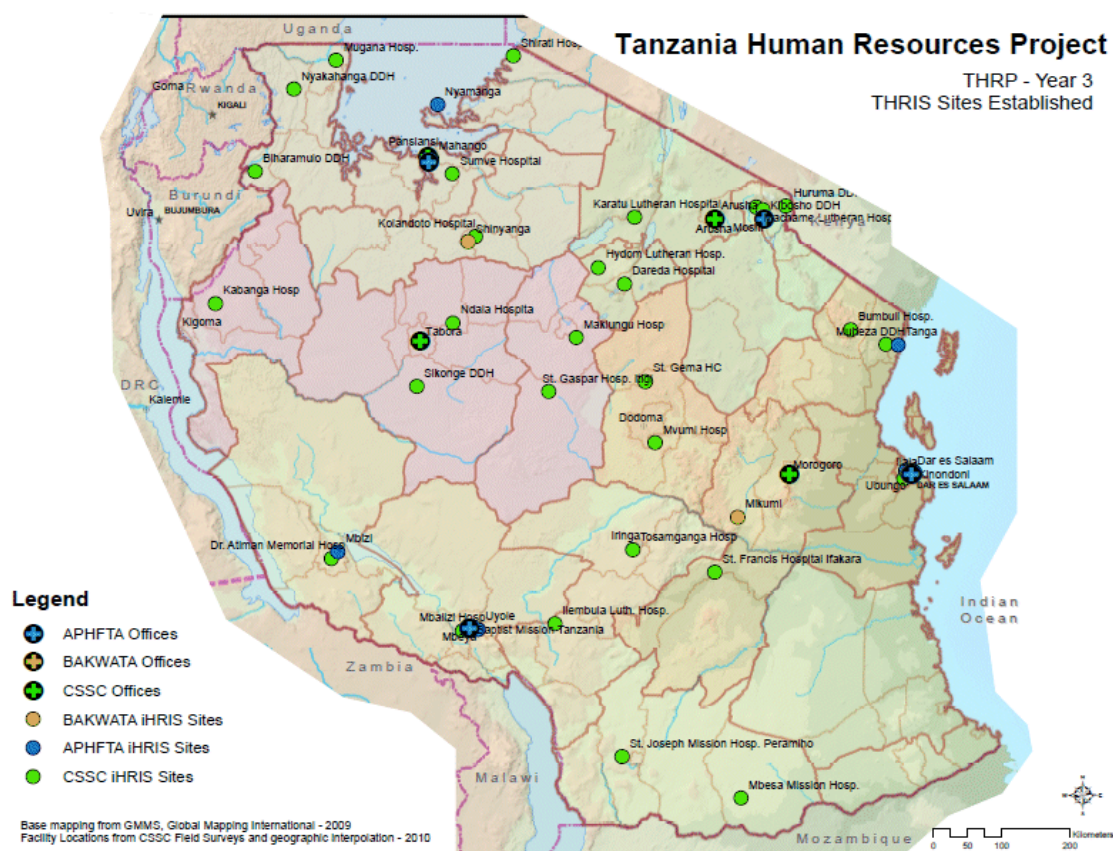 Tanzania Human Resources Project
THRP - Year 3
THRIS Sites Established
Uganda
Mugana Hosp.
Shirati Hosp
Nyakahanga DDH
Goma
Rwanda
KIGALI
Nyamanga
Pansiansi
Mahango
Sumve Hospital
Biharamulo DDH
Burundi
BUJUMBURA
Uvira
Karatu Lutheran Hospital
Arusha
Huruma DDH
Kibosho DDH
Machame Lutheran Hosp
Arusha
Moshi
Kenya
Kolandoto Hospital
Shinyanga
Hydom Lutheran Hosp.
Dareda Hospital
Kabanga Hosp
Kigoma
Ndala Hospital
Tabora
Makiungu Hosp
Bumbuli Hosp.
Muheza DDH
Tanga
DRC
Kalemie
Sikonge DDH
St. Gaspar Hosp. Itigi
St. Gema HC
Dodoma
Mvumi Hosp
Morogoro
Dar es Salaam
Kinondoni
Ubungo
DAR ES SALAAM
Mikumi
Mbizi
Dr. Atiman Memorial Hosp
Iringa
Tosamganga Hosp
St. Francis Hospital Ifakara
Indian
Ocean
Mbalizi Hosp
Uyole
Ilembula Luth. Hosp.
Mbeya
Baptist Mission-Tanzania
Zambia
Legend
APHFTA Offices
BAKWATA Offices
CSSC Offices
BAKWATA iHRIS Sites
APHFTA iHRIS Sites
CSSC iHRIS Sites
St. Joseph Mission Hosp. Peramiho
Malawi
Mbesa Mission Hosp.
Mozambique
Base mapping from GMMS, Global Mapping International - 2009
Facility Locations from CSSC Field Surveys and geographic interpolation - 2010
N
W
E
S
Kilometers
0 50 100 200